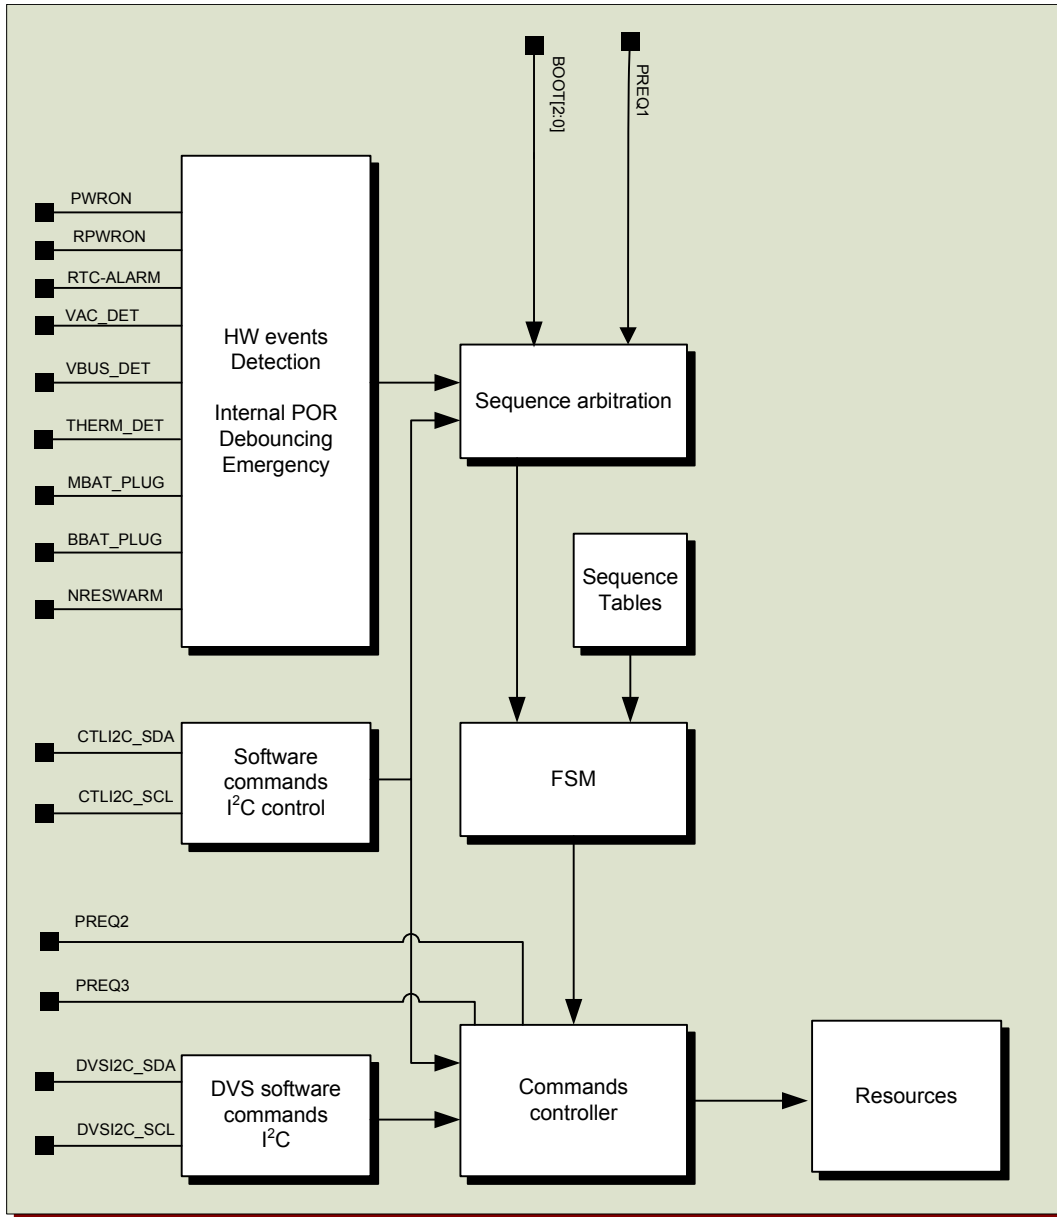 BOOT[2:0]
PREQ1
PWRON
RPWRON
RTC-ALARM
VAC_DET
VBUS_DET
THERM_DET
MBAT_PLUG
BBAT_PLUG
NRESWARM
HW events
Detection
Internal POR
Debouncing
Emergency
Sequence arbitration
Sequence
Tables
CTLI2C_SDA
CTLI2C_SCL
Software
commands
I²C control
FSM
PREQ2
PREQ3
DVSI2C_SDA
DVSI2C_SCL
DVS software
commands
I²C
Commands
controller
Resources